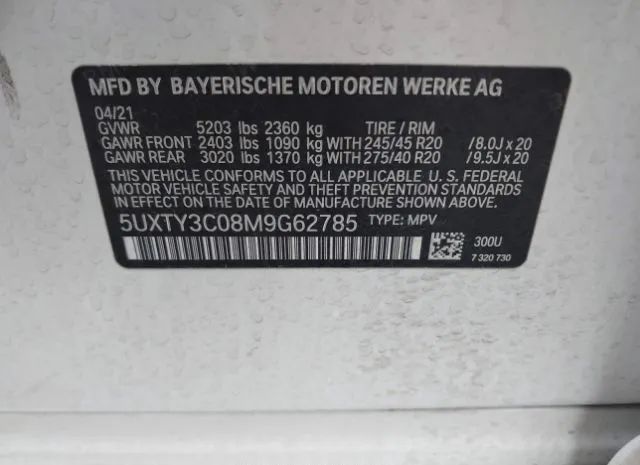 MFD BY BAYERISCHE MOTOREN WERKE AG
04/21
GVWR 5203 lbs 2360 kg TIRE / RIM
GAWR FRONT 2403 lbs 1090 kg WITH 245/45 R20 /8.0J x 20
GAWR REAR 3020 lbs 1370 kg WITH 275/40 R20 /9.5J x 20
THIS VEHICLE CONFORMS TO ALL APPLICABLE U. S. FEDERAL
MOTOR VEHICLE SAFETY AND THEFT PREVENTION STANDARDS
IN EFFECT ON THE DATE OF MANUFACTURE SHOWN ABOVE.
5UXTY3C08M9G62785 TYPE: MPV
300U
7 320 730